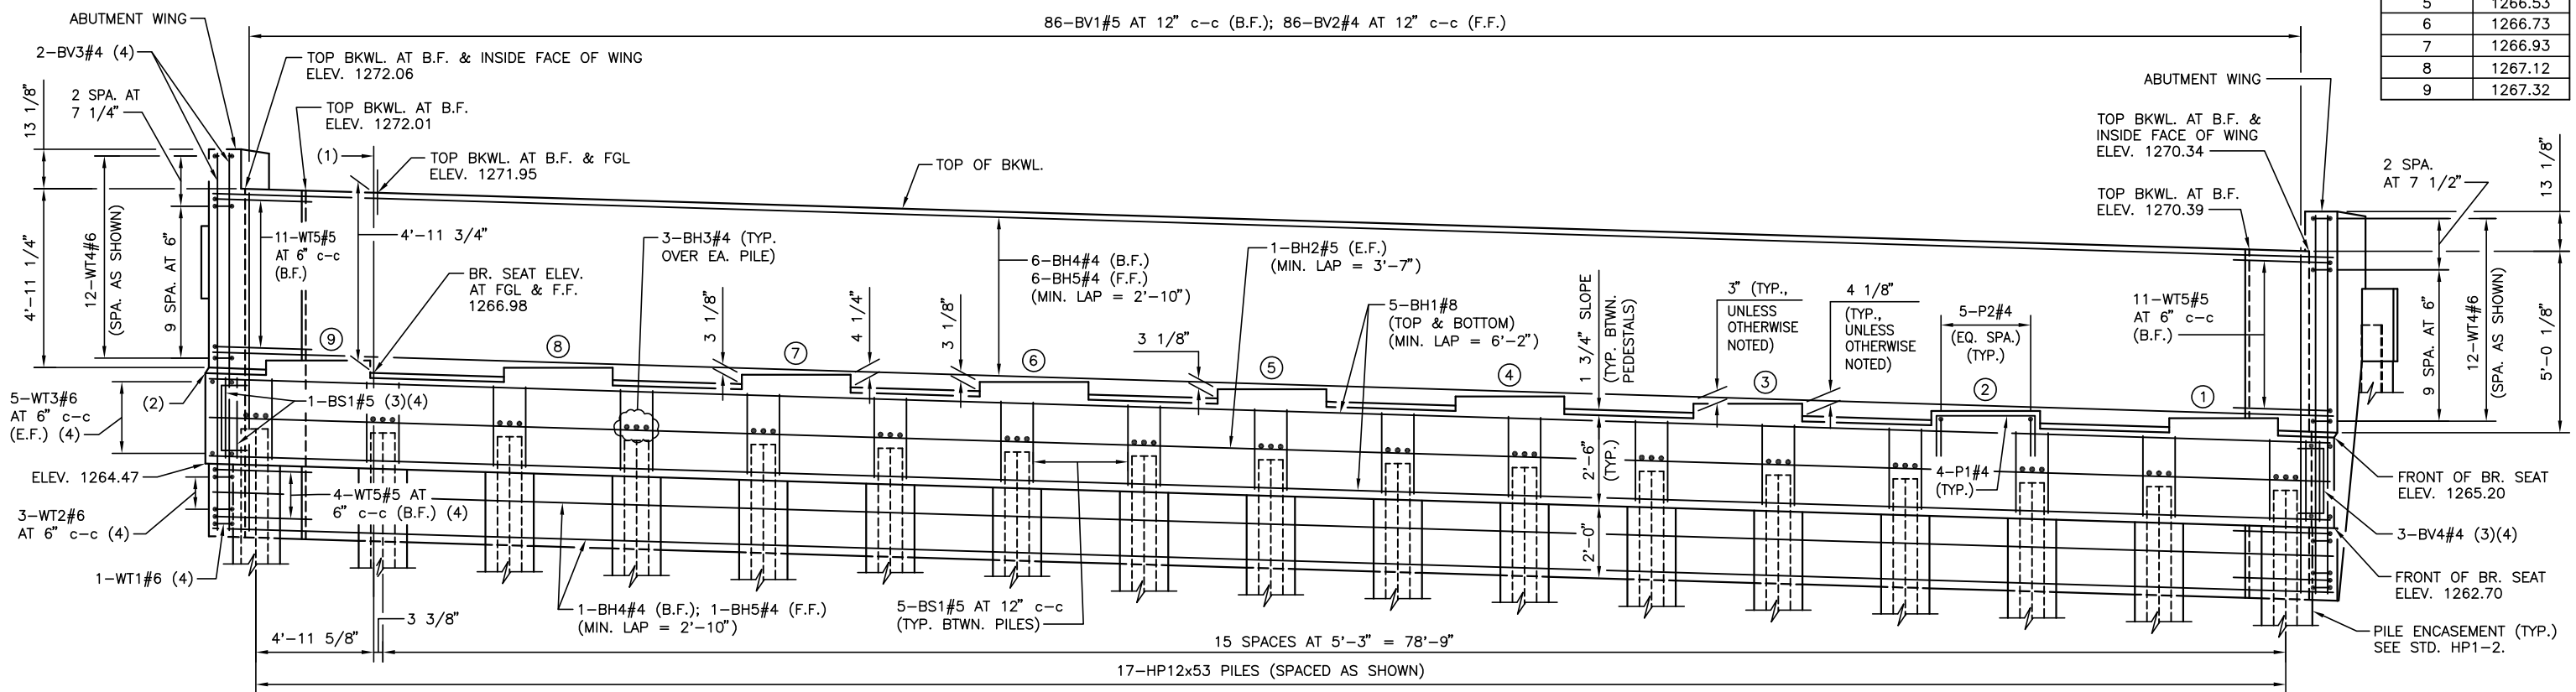 ABUTMENT WING
2-BV3#4 (4)
2 SPA. AT
7 1/4"
13 1/8"
4'-11 1/4"
12-WT4#6
(SPA. AS SHOWN)
9 SPA. AT 6"
TOP BKWL. AT B.F. & INSIDE FACE OF WING
ELEV. 1272.06
TOP BKWL. AT B.F.
ELEV. 1272.01
(1)
TOP BKWL. AT B.F. & FGL
ELEV. 1271.95
11-WT5#5
AT 6" c-c
(B.F.)
4'-11 3/4"
BR. SEAT ELEV.
AT FGL & F.F.
1266.98
86-BV1#5 AT 12" c-c (B.F.); 86-BV2#4 AT 12" c-c (F.F.)
TOP OF BKWL.
3-BH3#4 (TYP.
OVER EA. PILE)
6-BH4#4 (B.F.)
6-BH5#4 (F.F.)
(MIN. LAP = 2'-10")
1-BH2#5 (E.F.)
(MIN. LAP = 3'-7")
5-BH1#8
(TOP & BOTTOM)
(MIN. LAP = 6'-2")
3 1/8"
4 1/4"
3 1/8"
3 1/8"
1 3/4" SLOPE
(TYP. BTWN.
PEDESTALS)
3" (TYP.,
UNLESS
OTHERWISE
NOTED)
4 1/8"
(TYP.,
UNLESS
OTHERWISE
NOTED)
5-P2#4
(EQ. SPA.)
(TYP.)
5 1266.53
6 1266.73
7 1266.93
8 1267.12
9 1267.32
ABUTMENT WING
TOP BKWL. AT B.F. &
INSIDE FACE OF WING
ELEV. 1270.34
TOP BKWL. AT B.F.
ELEV. 1270.39
11-WT5#5
AT 6" c-c
(B.F.)
2 SPA.
AT 7 1/2"
13 1/8"
9 SPA. AT 6"
12-WT4#6
(SPA. AS SHOWN)
5'-0 1/8"
9
8
7
6
5
4
3
2
1
(2)
5-WT3#6
AT 6" c-c
(E.F.) (4)
1-BS1#5 (3)(4)
ELEV. 1264.47
3-WT2#6
AT 6" c-c (4)
4-WT5#5 AT
6" c-c (B.F.) (4)
1-WT1#6 (4)
2'-6"
(TYP.)
2'-0"
4-P1#4
(TYP.)
FRONT OF BR. SEAT
ELEV. 1265.20
3-BV4#4 (3)(4)
FRONT OF BR. SEAT
ELEV. 1262.70
PILE ENCASEMENT (TYP.)
SEE STD. HP1-2.
1-BH4#4 (B.F.); 1-BH5#4 (F.F.)
(MIN. LAP = 2'-10")
5-BS1#5 AT 12" c-c
(TYP. BTWN. PILES)
3 3/8"
4'-11 5/8"
15 SPACES AT 5'-3" = 78'-9"
17-HP12x53 PILES (SPACED AS SHOWN)